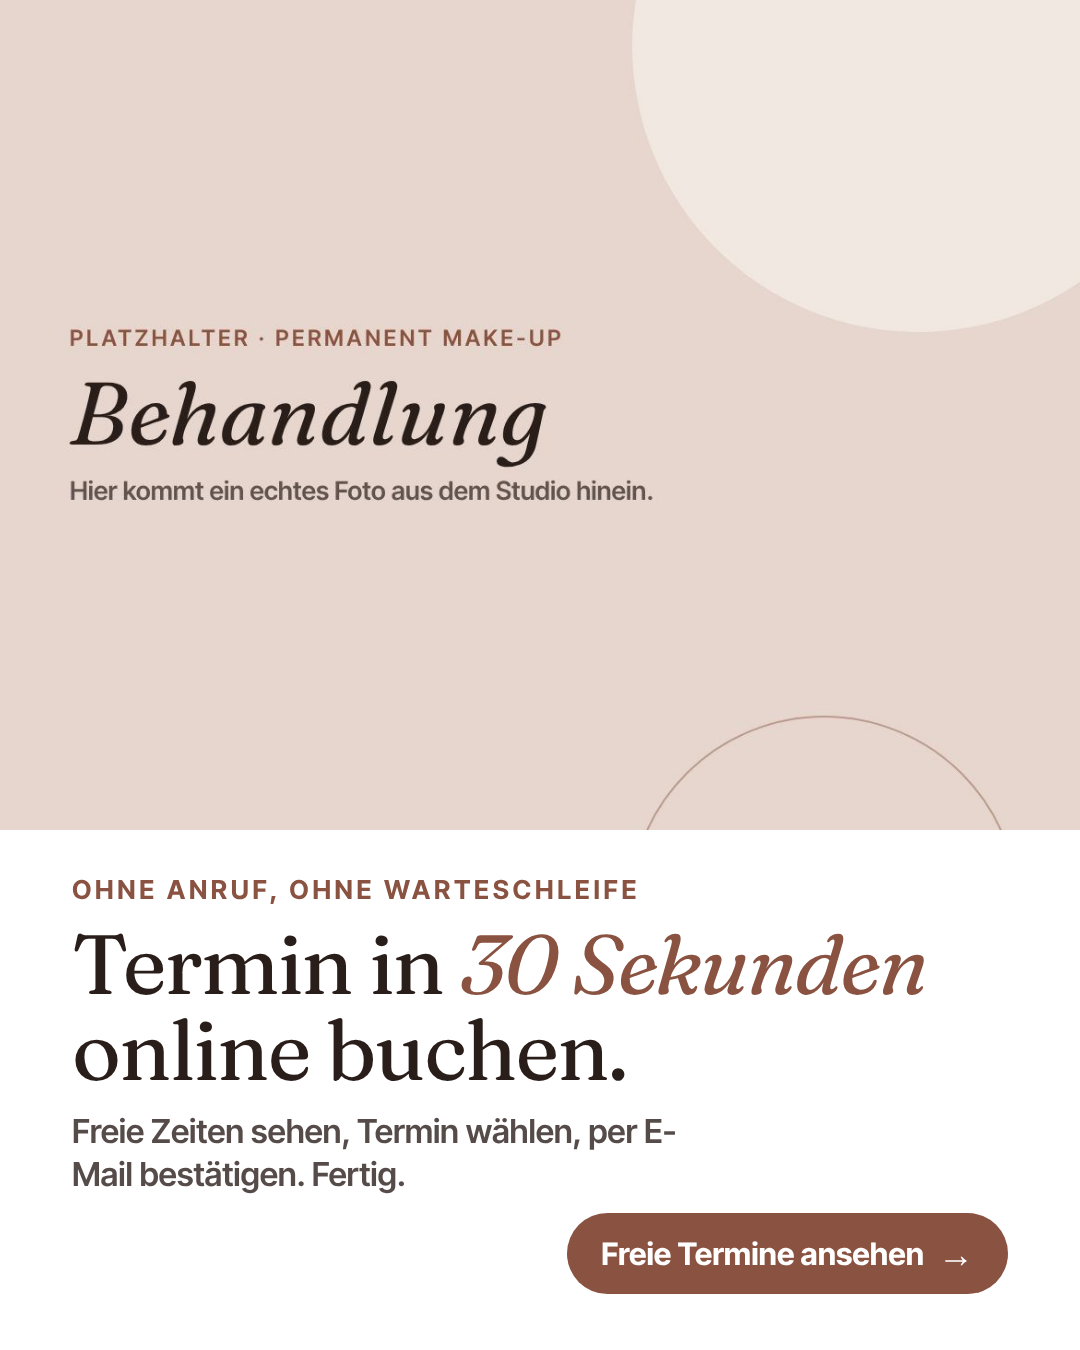 PLATZHALTER · PERMANENT MAKE-UP
Behandlung
Hier kommt ein echtes Foto aus dem Studio hinein.
OHNE ANRUF, OHNE WARTESCHLEIFE
Termin in 30 Sekunden
online buchen.
Freie Zeiten sehen, Termin wählen, per E-
Mail bestätigen. Fertig.
Freie Termine ansehen →